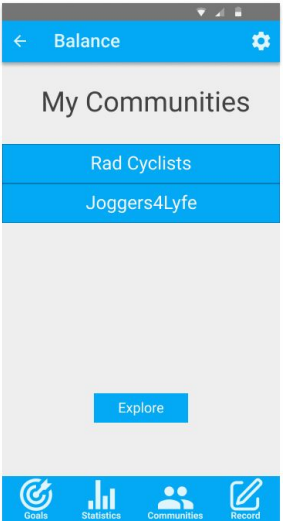 Balance
My Communities
Rad Cyclists
Joggers4Lyfe
Explore
Goals Statistics Communities Record